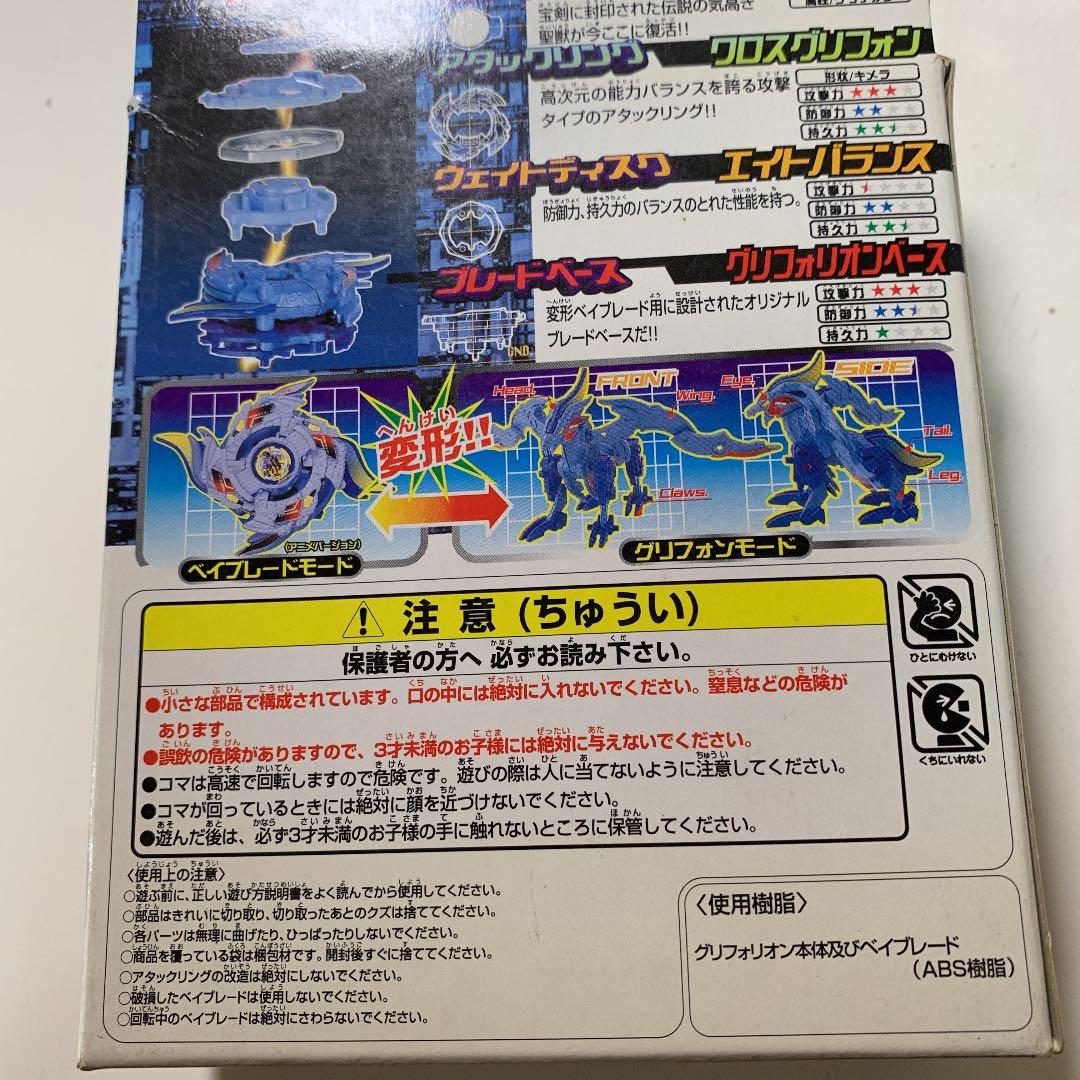 宝剣に封印された伝説の気高き
聖獣が今ここに復活!!
アタックリング
クロスグリフォン
高次元の能力バランスを誇る攻撃
タイプのアタックリング!!
形状/キメラ
攻撃力 ★★★★
防御力 ★★★★
持久力 ★★★★
ウェイトディスク
エイトバランス
防御力、持久力のバランスのとれた性能を持つ。
攻撃力 ★★★★
防御力 ★★★★
持久力 ★★★★
ブレードベース
グリフォリオンベース
変形ベイブレード用に設計されたオリジナル
ブレードベースだ!!
攻撃力 ★★★★
防御力 ★★★★
持久力 ★★★★
GND
へんけい
変形!!
(アニメバージョン)
ベイブレードモード
FRONT
Head.
Wing.
Claws.
SIDE
Eye.
Tail.
Leg.
グリフォンモード
注意(ちゅうい)
保護者の方へ 必ずお読み下さい。
●小さな部品で構成されています。口の中には絶対に入れないでください。窒息などの危険が
あります。
●誤飲の危険がありますので、3才未満のお子様には絶対に与えないでください。
●コマは高速で回転しますので危険です。遊びの際は人に当てないように注意してください。
●コマが回っているときには絶対に顔を近づけないでください。
●遊んだ後は、必ず3才未満のお子様の手に触れないところに保管してください。
ひとにむけない
くちにいれない
〈使用上の注意〉
○遊ぶ前に、正しい遊び方説明書をよく読んでから使用してください。
○部品はきれいに切り取り、切り取ったあとのクズは捨ててください。
○各パーツは無理に曲げたり、ひっぱったりしないでください。
○商品を覆っている袋は梱包材です。開封後すぐに捨ててください。
○アタックリングの改造は絶対にしないでください。
○破損したベイブレードは使用しないでください。
○回転中のベイブレードは絶対にさわらないでください。
〈使用樹脂〉
グリフォリオン本体及びベイブレード
(ABS樹脂)